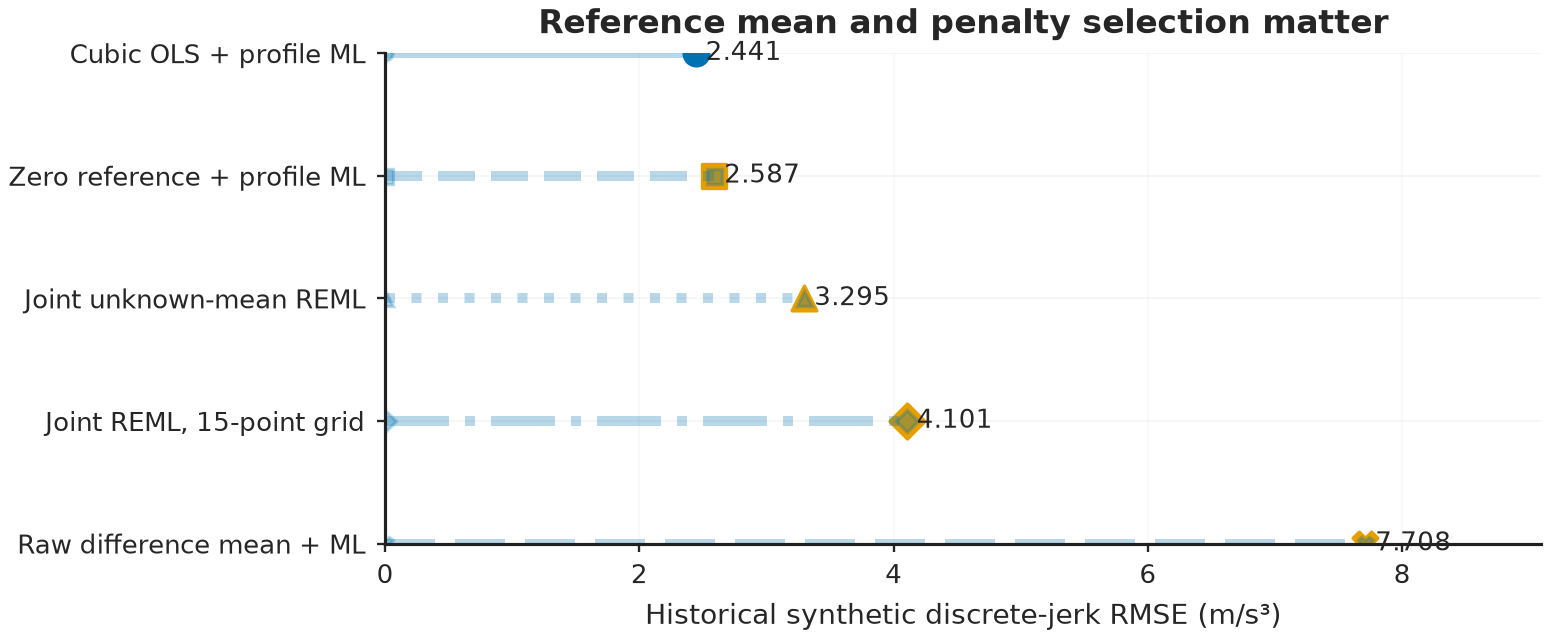 Reference mean and penalty selection matter
Cubic OLS + profile ML
2.441
Zero reference + profile ML
2.587
Joint unknown-mean REML
3.295
Joint REML, 15-point grid
4.101
Raw difference mean + ML
7.708
0 2 4 6 8
Historical synthetic discrete-jerk RMSE (m/s³)